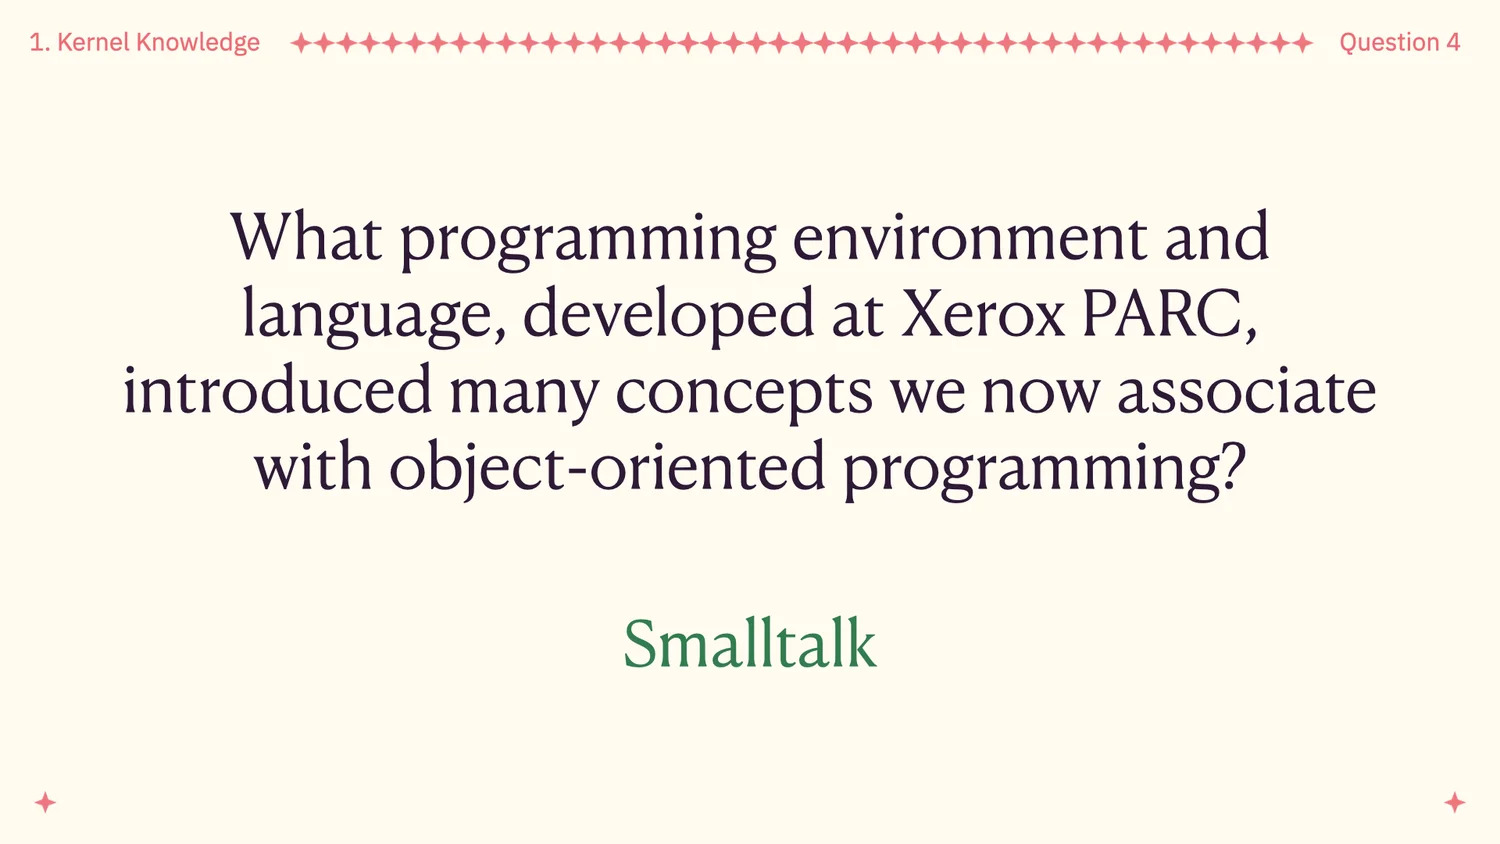 1. Kernel Knowledge
Question 4
What programming environment and
language, developed at Xerox PARC,
introduced many concepts we now associate
with object-oriented programming?
Smalltalk